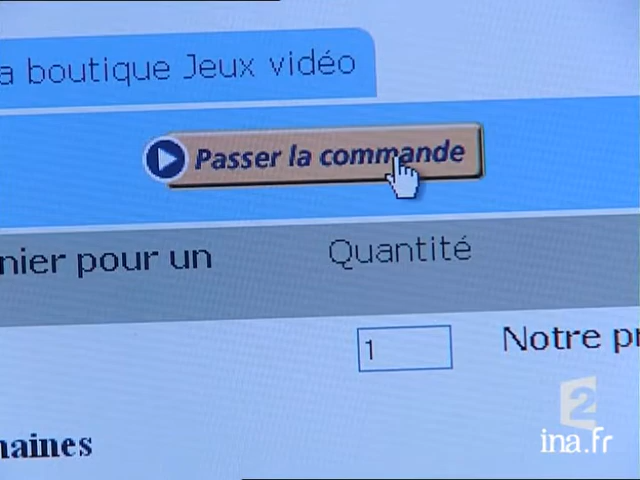 a boutique Jeux vidéo
Passer la commande
nier pour un
Quantité
1
Notre pr
naines
2
ina.fr